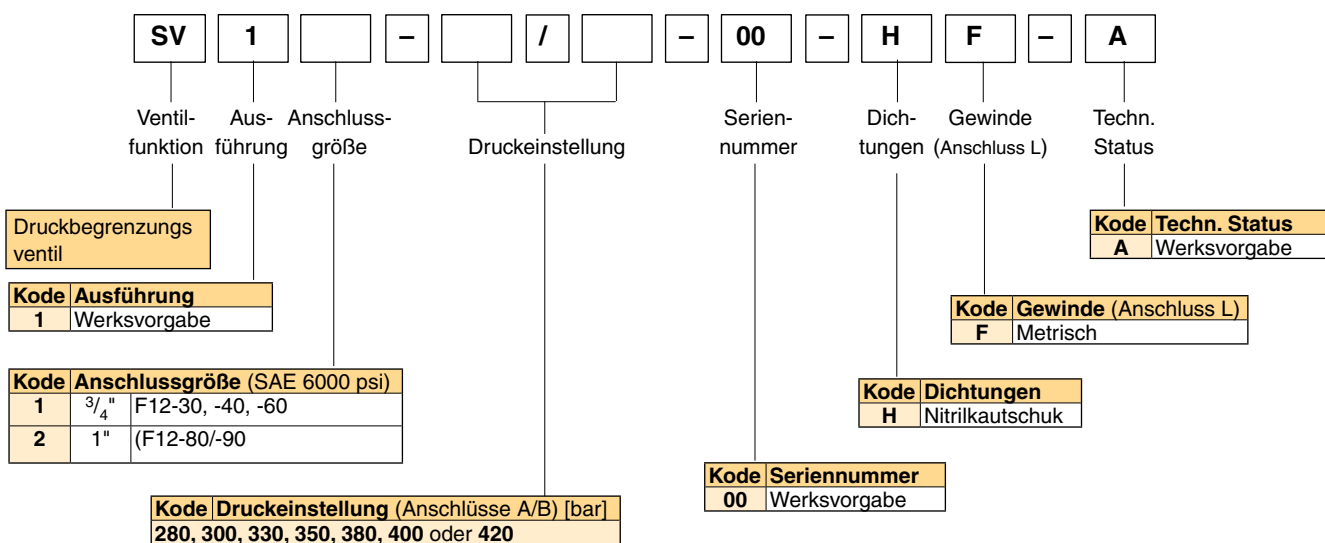 SV 1 – / – 00 – H F – A
Ventil- Aus- Anschluss- Serien- Dich- Gewinde Techn.
funktion führung größe Druckeinstellung nummer tungen (Anschluss L) Status
Druckbegrenzungs
ventil
Kode Techn. Status
A Werksvorgabe
Kode Ausführung
1 Werksvorgabe
Kode Gewinde (Anschluss L)
F Metrisch
Kode Anschlussgröße (SAE 6000 psi)
1 3/4" F12-30, -40, -60
2 1" (F12-80/-90
Kode Dichtungen
H Nitrilkautschuk
Kode Seriennummer
00 Werksvorgabe
Kode Druckeinstellung (Anschlüsse A/B) [bar]
280, 300, 330, 350, 380, 400 oder 420